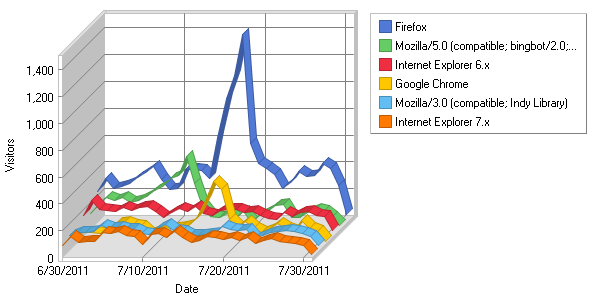 Firefox
Mozilla/5.0 (compatible; bingbot/2.0;...
Internet Explorer 6.x
Google Chrome
Mozilla/3.0 (compatible; Indy Library)
Internet Explorer 7.x
1,400
1,200
1,000
800
600
400
200
0
Visitors
6/30/2011 7/10/2011 7/20/2011 7/30/2011
Date